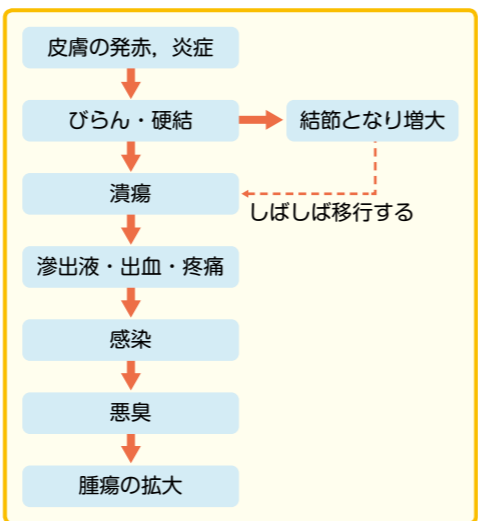 皮膚の発赤，炎症
びらん・硬結
結節となり増大
潰瘍
しばしば移行する
滲出液・出血・疼痛
感染
悪臭
腫瘍の拡大